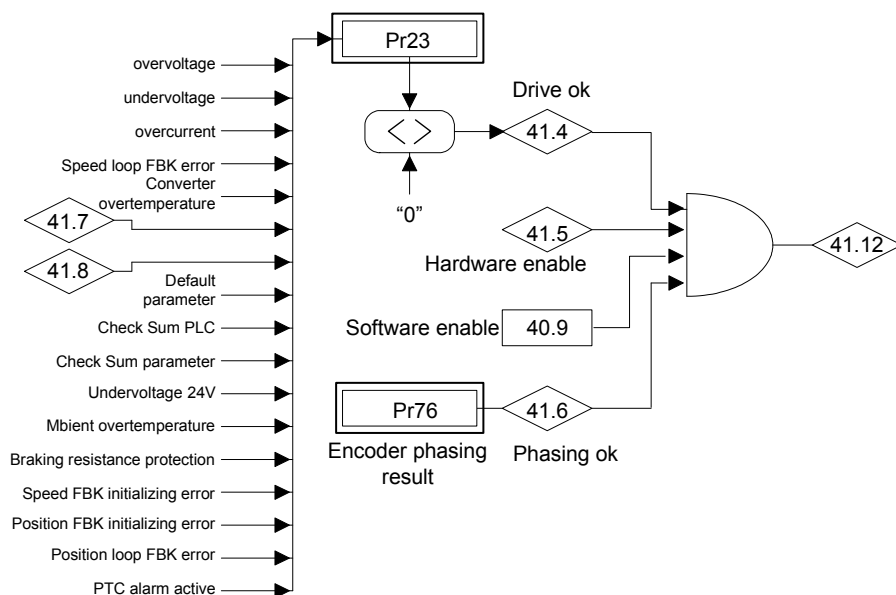 Pr23
overvoltage
undervoltage
overcurrent
Speed loop FBK error
Converter
overtemperature
41.7
41.8
Default
parameter
Check Sum PLC
Check Sum parameter
Undervoltage 24V
Mbient overtemperature
Braking resistance protection
Speed FBK initializing error
Position FBK initializing error
Position loop FBK error
PTC alarm active
< >
“0”
Drive ok
41.4
41.5
Hardware enable
Software enable
40.9
Pr76
Encoder phasing
result
41.6
Phasing ok
41.12